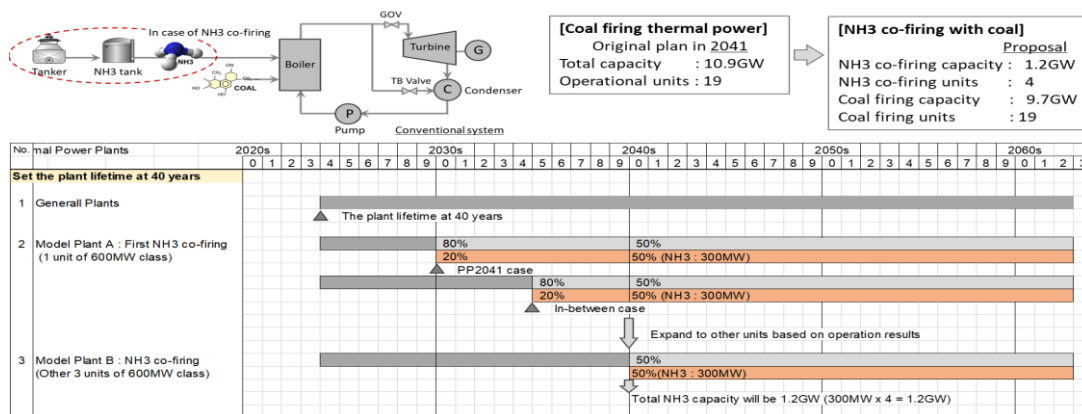 In case of NH3 co-firing
Tanker
NH3 tank
NH3
OH
CH3
HO
OH
COAL
Boiler
GOV
Turbine
G
TB Valve
C
Condenser
P
Pump
Conventional system
[Coal firing thermal power]
Original plan in 2041
Total capacity : 10.9GW
Operational units : 19
[NH3 co-firing with coal]
Proposal
NH3 co-firing capacity : 1.2GW
NH3 co-firing units : 4
Coal firing capacity : 9.7GW
Coal firing units : 19
No. mal Power Plants 2020s 2030s 2040s 2050s 2060s
0 1 2 3 4 5 6 7 8 9 0 1 2 3 4 5 6 7 8 9 0 1 2 3 4 5 6 7 8 9 0 1 2 3 4 5 6 7 8 9 0 1 2 3
Set the plant lifetime at 40 years
1 Generall Plants
The plant lifetime at 40 years
2 Model Plant A : First NH3 co-firing 80% 50%
(1 unit of 600MW class) 20% 50% (NH3 : 300MW)
PP2041 case
80% 50%
20% 50% (NH3 : 300MW)
In-between case
Expand to other units based on operation results
3 Model Plant B : NH3 co-firing 50%
(Other 3 units of 600MW class) 50%(NH3 : 300MW)
Total NH3 capacity will be 1.2GW (300MW x 4 = 1.2GW)